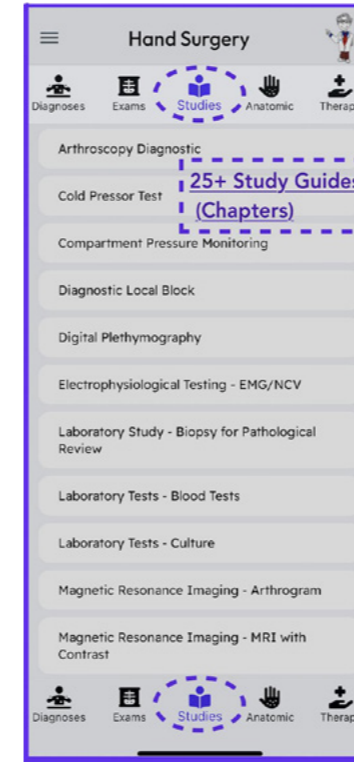 Hand Surgery
Diagnoses Exams Studies Anatomic Therap
Arthroscopy Diagnostic
25+ Study Guides
Cold Pressor Test
(Chapters)
Compartment Pressure Monitoring
Diagnostic Local Block
Digital Plethymography
Electrophysiological Testing - EMG/NCV
Laboratory Study - Biopsy for Pathological
Review
Laboratory Tests - Blood Tests
Laboratory Tests - Culture
Magnetic Resonance Imaging - Arthrogram
Magnetic Resonance Imaging - MRI with
Contrast
Diagnoses Exams Studies Anatomic Therap